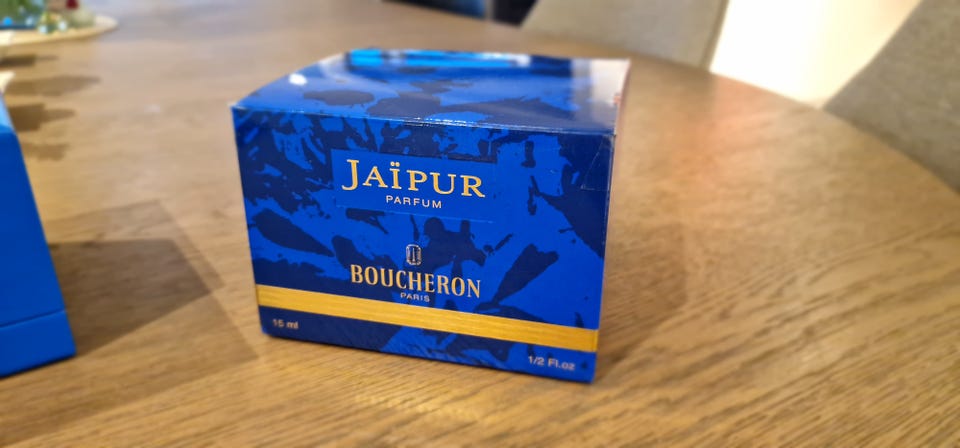 JAÏPUR
PARFUM
BOUCHERON
PARIS
15 ml
1/2 Fl.oz